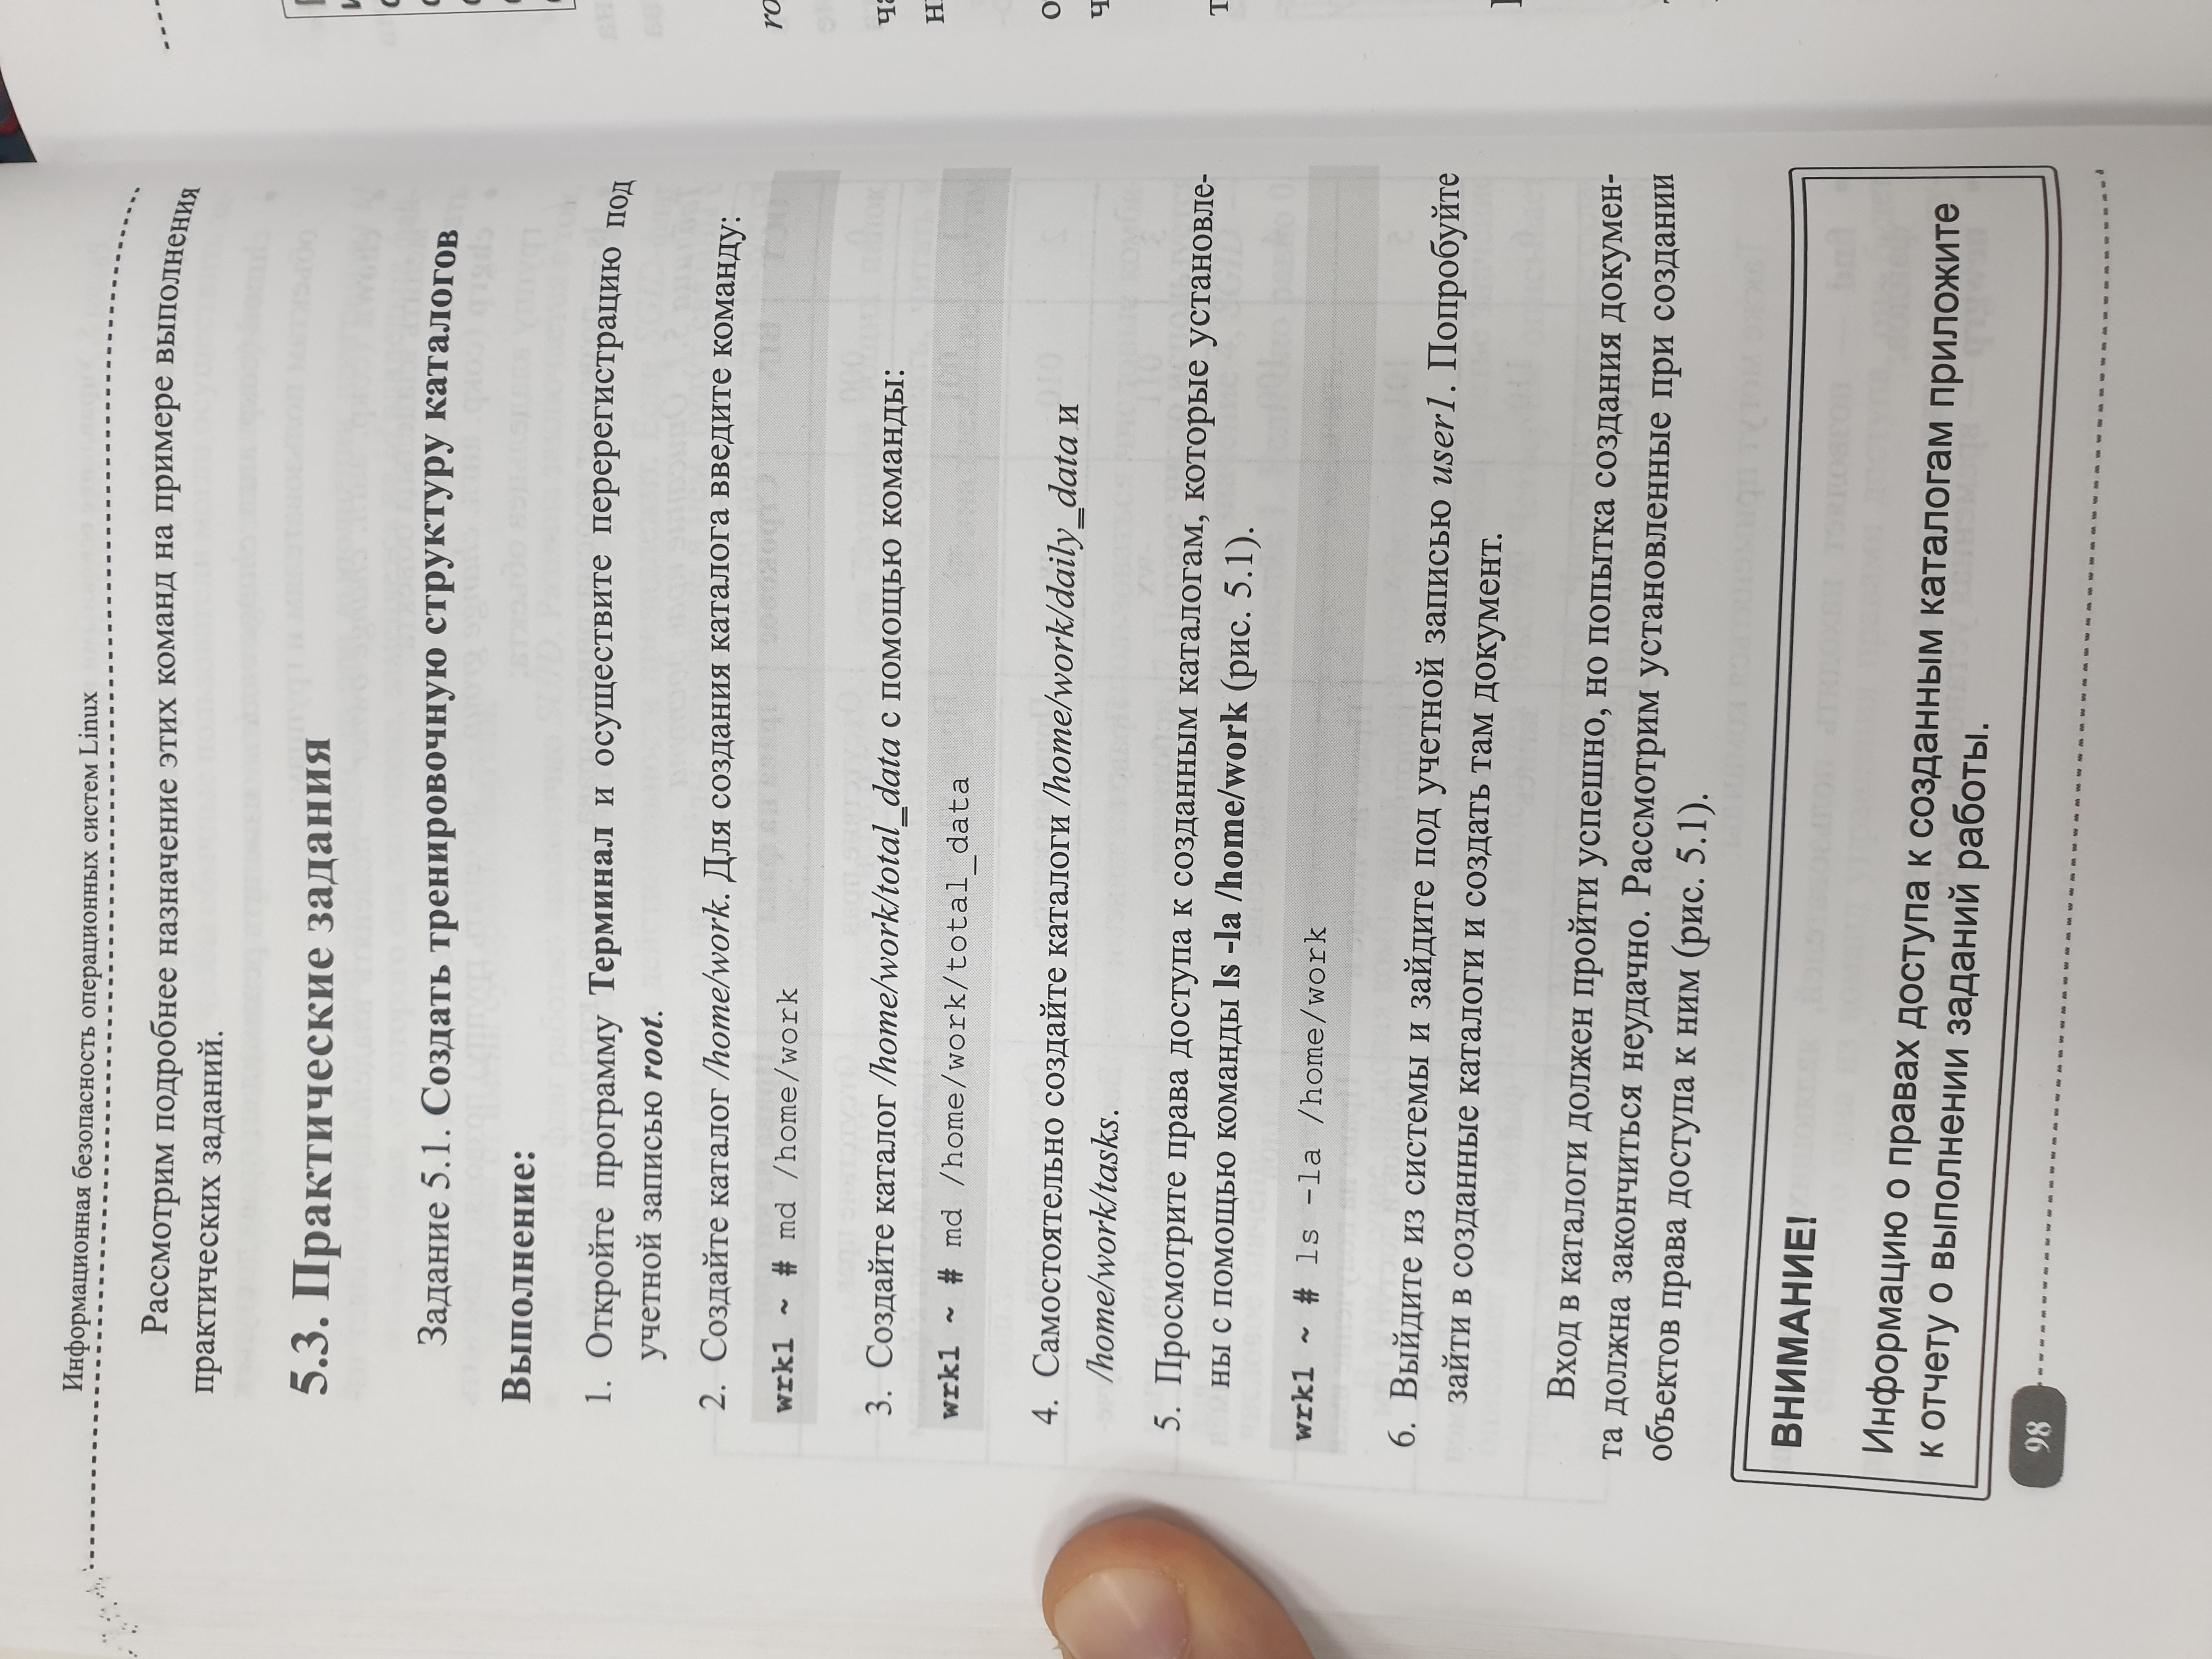 Информационная безопасность операционных систем Linux
Рассмотрим подробнее назначение этих команд на примере выполнения
практических заданий.
5.3. Практические задания
Задание 5.1. Создать тренировочную структуру каталогов
Выполнение:
1. Откройте программу Терминал и осуществите перерегистрацию под
учетной записью root.
2. Создайте каталог /home/work. Для создания каталога введите команду:
wrk1 ~ # md /home/work
3. Создайте каталог /home/work/total_data с помощью команды:
wrk1 ~ # md /home/work/total_data
4. Самостоятельно создайте каталоги /home/work/daily_data и
/home/work/tasks.
5. Просмотрите права доступа к созданным каталогам, которые установле-
ны с помощью команды ls -la /home/work (рис. 5.1).
wrk1 ~ # ls -la /home/work
6. Выйдите из системы и зайдите под учетной записью user1. Попробуйте
зайти в созданные каталоги и создать там документ.
Вход в каталоги должен пройти успешно, но попытка создания докумен-
та должна закончиться неудачно. Рассмотрим установленные при создании
объектов права доступа к ним (рис. 5.1).
ВНИМАНИЕ!
Информацию о правах доступа к созданным каталогам приложите
к отчету о выполнении заданий работы.
98